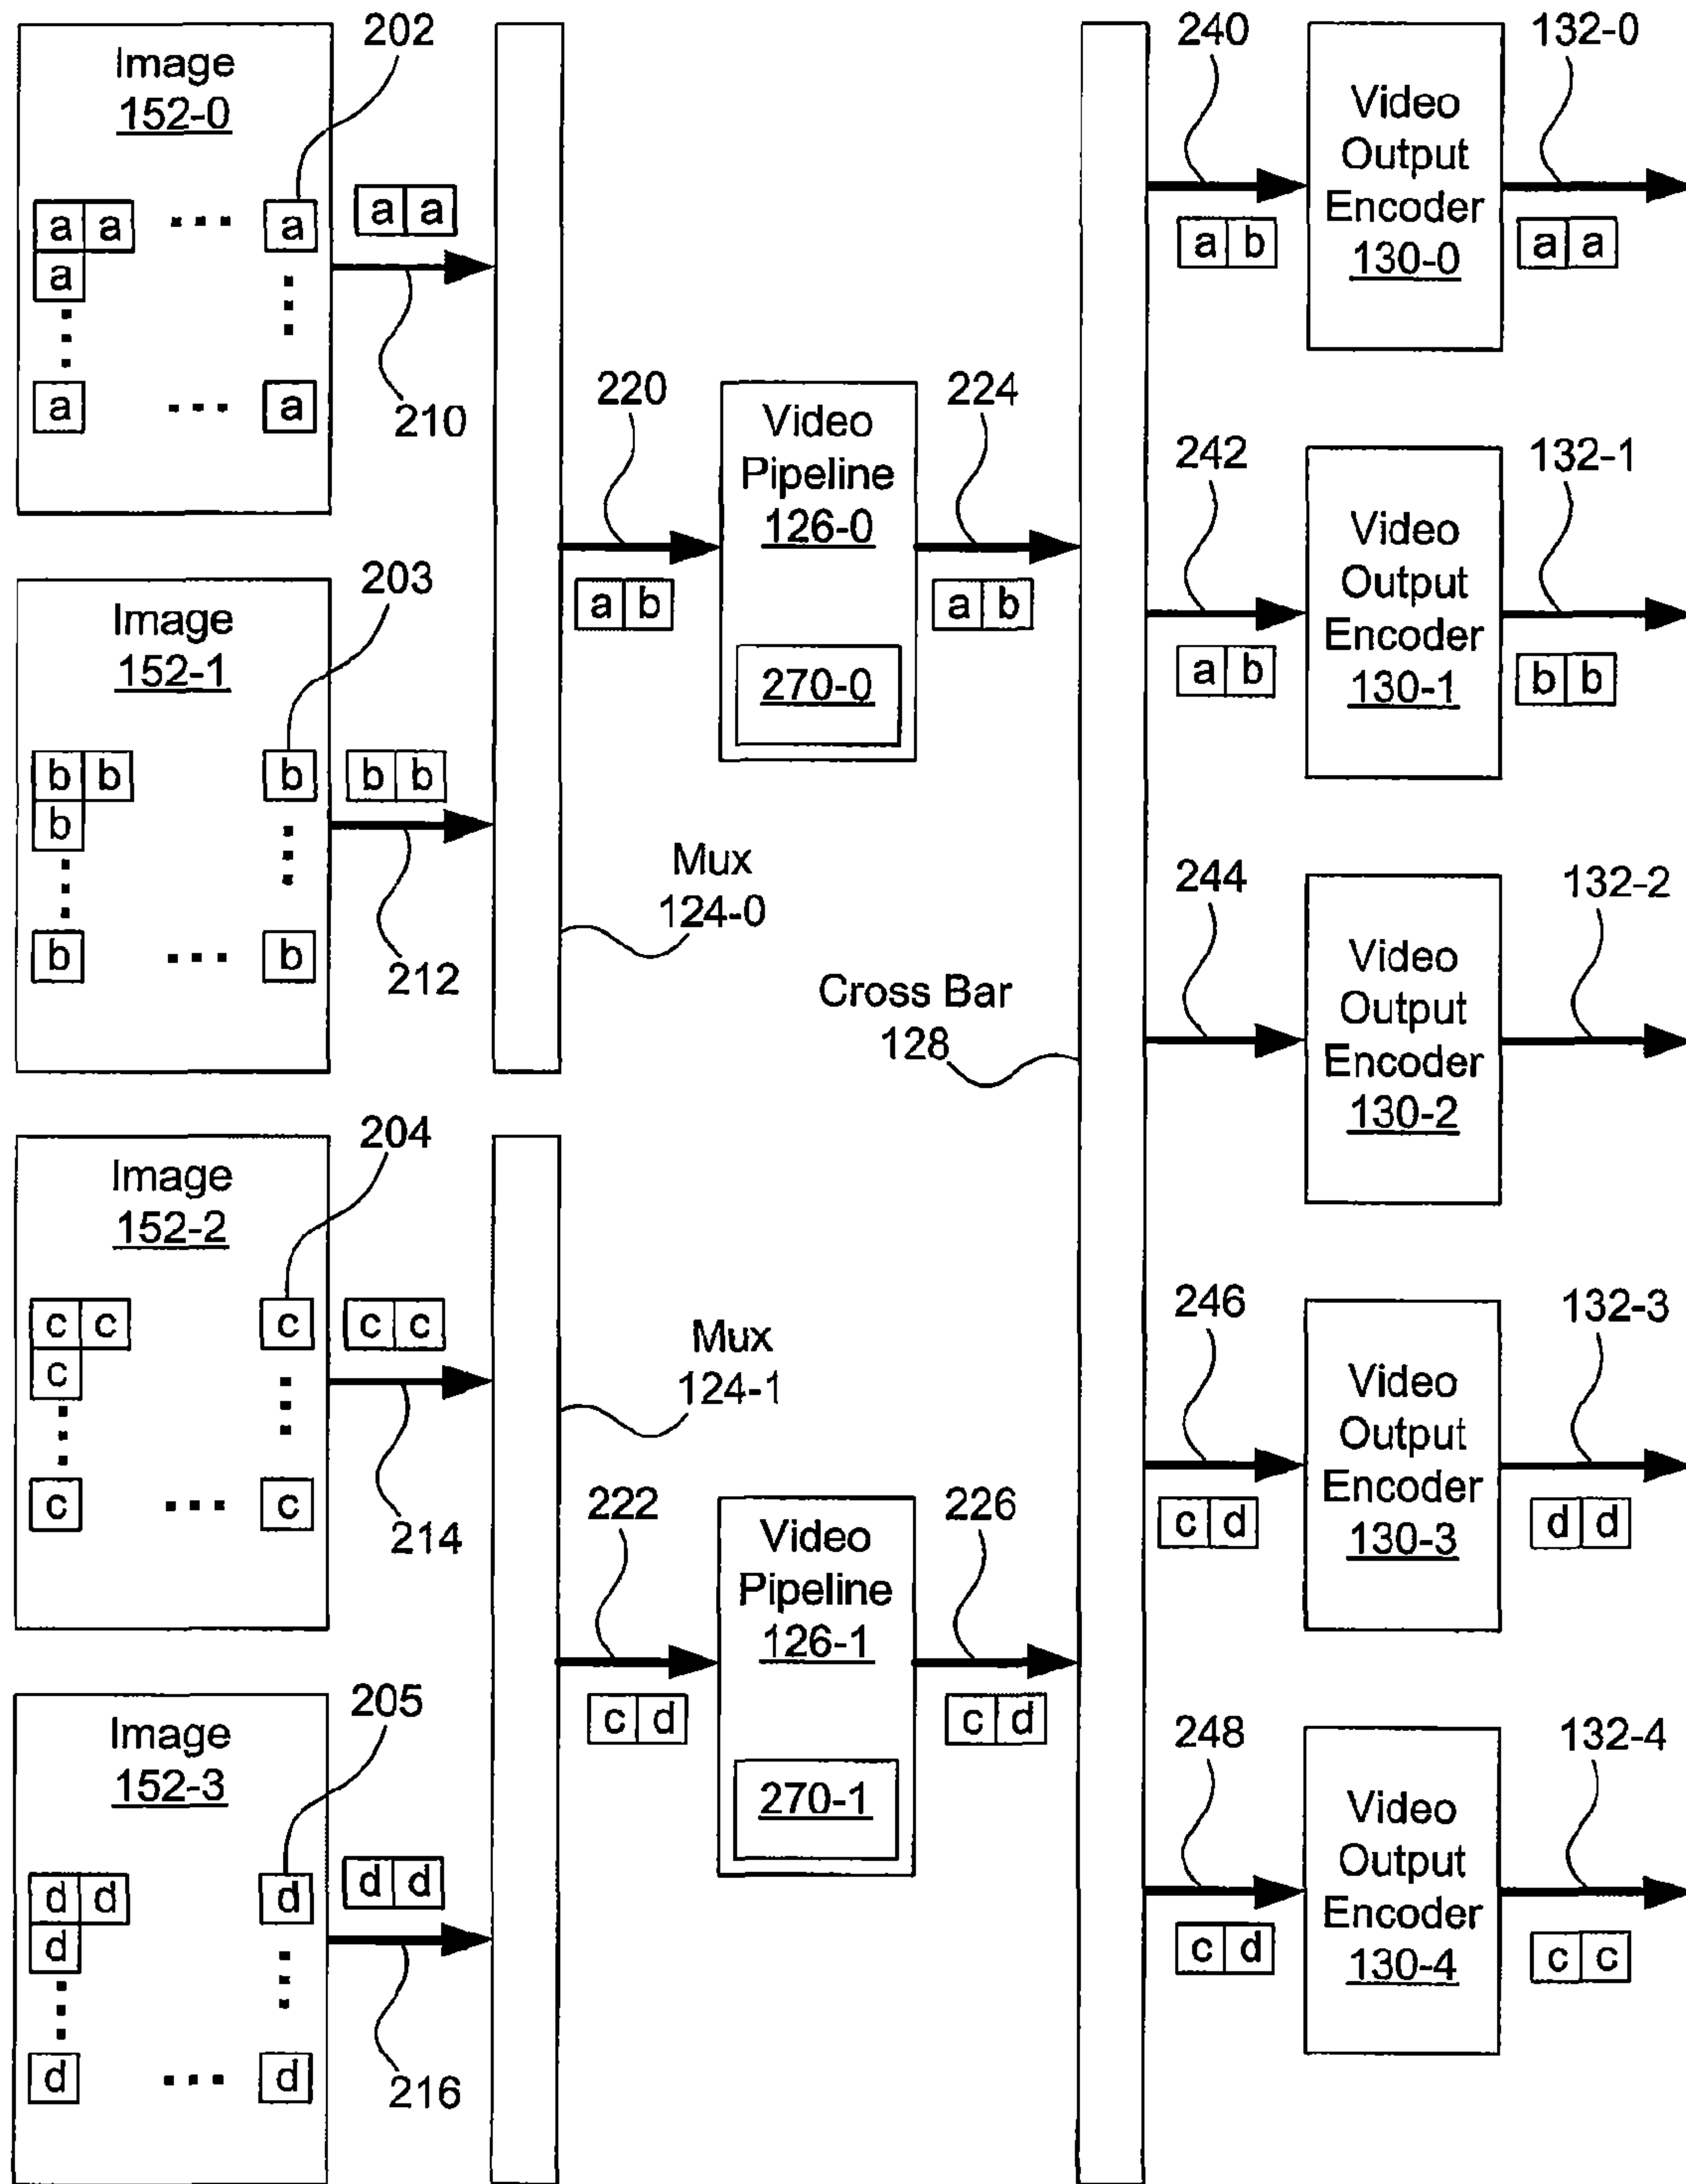 Image
152-0
202
a a ... a
a
a ... a
a a
210
Image
152-1
203
b b b
b
b ... b
b b
212
Mux
124-0
220
a b
Video
Pipeline
126-0
270-0
224
a b
Image
152-2
204
c c c
c
c ... c
c c
214
Mux
124-1
Image
152-3
205
d d d
d
d ... d
d d
216
222
c d
Video
Pipeline
126-1
270-1
226
c d
Cross Bar
128
240
a b
Video
Output
Encoder
130-0
132-0
a a
242
a b
Video
Output
Encoder
130-1
132-1
b b
244
Video
Output
Encoder
130-2
132-2
246
c d
Video
Output
Encoder
130-3
132-3
d d
248
c d
Video
Output
Encoder
130-4
132-4
c c